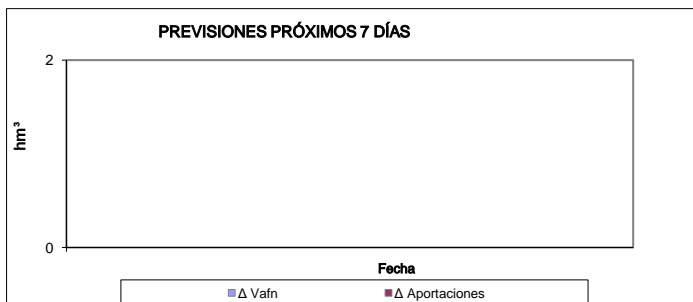 PREVISIONES PRÓXIMOS 7 DÍAS
2
hm³
0
Fecha
Δ Vafn Δ Aportaciones